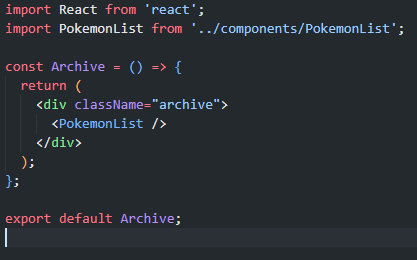 import React from 'react';
import PokemonList from '../components/PokemonList';
const Archive = () => {
  return (
    <div className="archive">
      <PokemonList />
    </div>
  );
};
export default Archive;